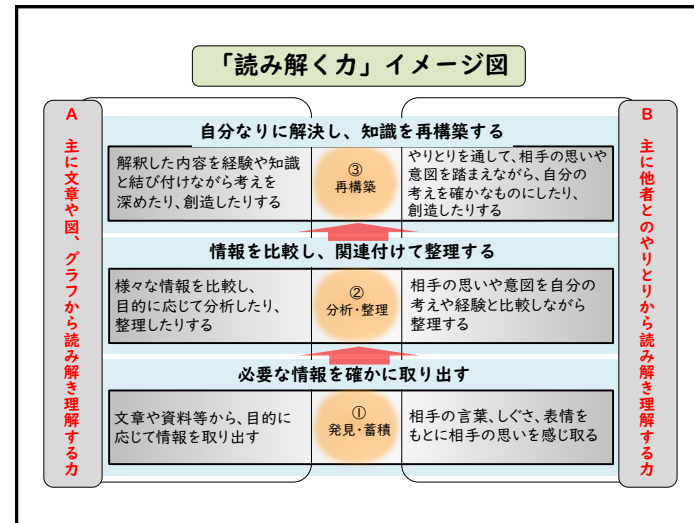 「読み解く力」イメージ図
A 主に文章や図、グラフから読み解き理解する力
B 主に他者とのやりとりから読み解き理解する力
自分なりに解決し、知識を再構築する
解釈した内容を経験や知識
と結び付けながら考えを
深めたり、創造したりする
③
再構築
やりとりを通して、相手の思いや
意図を踏まえながら、自分の
考えを確かなものにしたり、
創造したりする
情報を比較し、関連付けて整理する
様々な情報を比較し、
目的に応じて分析したり、
整理したりする
②
分析・整理
相手の思いや意図を自分の
考えや経験と比較しながら
整理する
必要な情報を確かに取り出す
文章や資料等から、目的に
応じて情報を取り出す
①
発見・蓄積
相手の言葉、しぐさ、表情を
もとに相手の思いを感じ取る